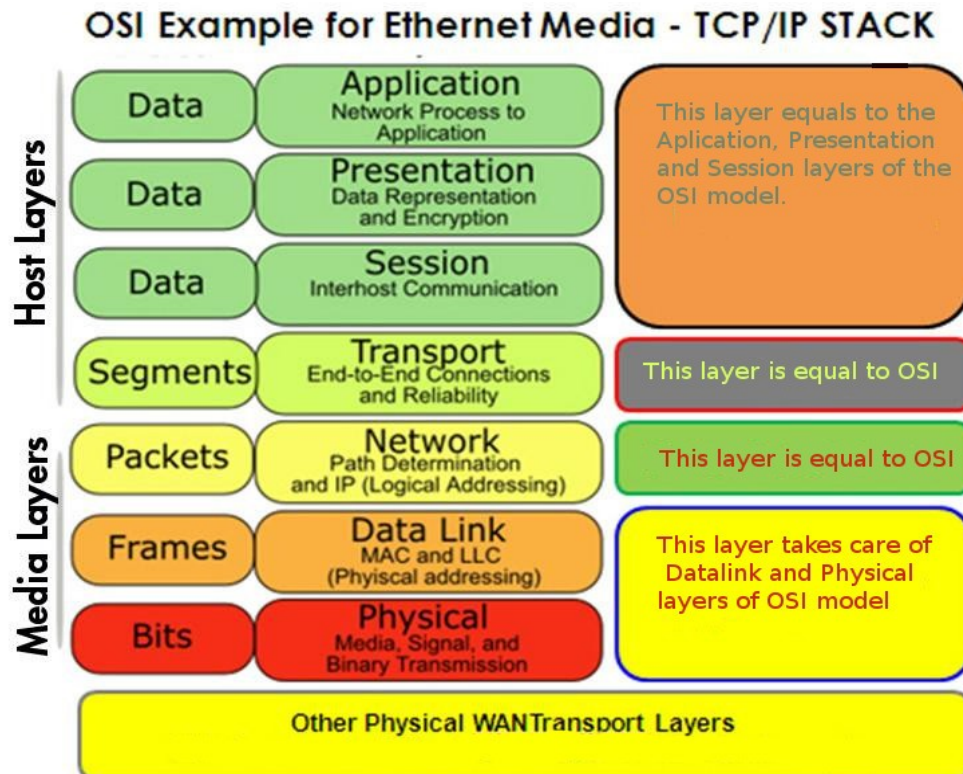 OSI Example for Ethernet Media - TCP/IP STACK
Host Layers
Data
Application
Network Process to
Application
This layer equals to the
Aplication, Presentation
and Session layers of the
OSI model.
Data
Presentation
Data Representation
and Encryption
Data
Session
Interhost Communication
Segments
Transport
End-to-End Connections
and Reliability
This layer is equal to OSI
Media Layers
Packets
Network
Path Determination
and IP (Logical Addressing)
This layer is equal to OSI
Frames
Data Link
MAC and LLC
(Phyiscal addressing)
This layer takes care of
Datalink and Physical
layers of OSI model
Bits
Physical
Media, Signal, and
Binary Transmission
Other Physical WANTransport Layers